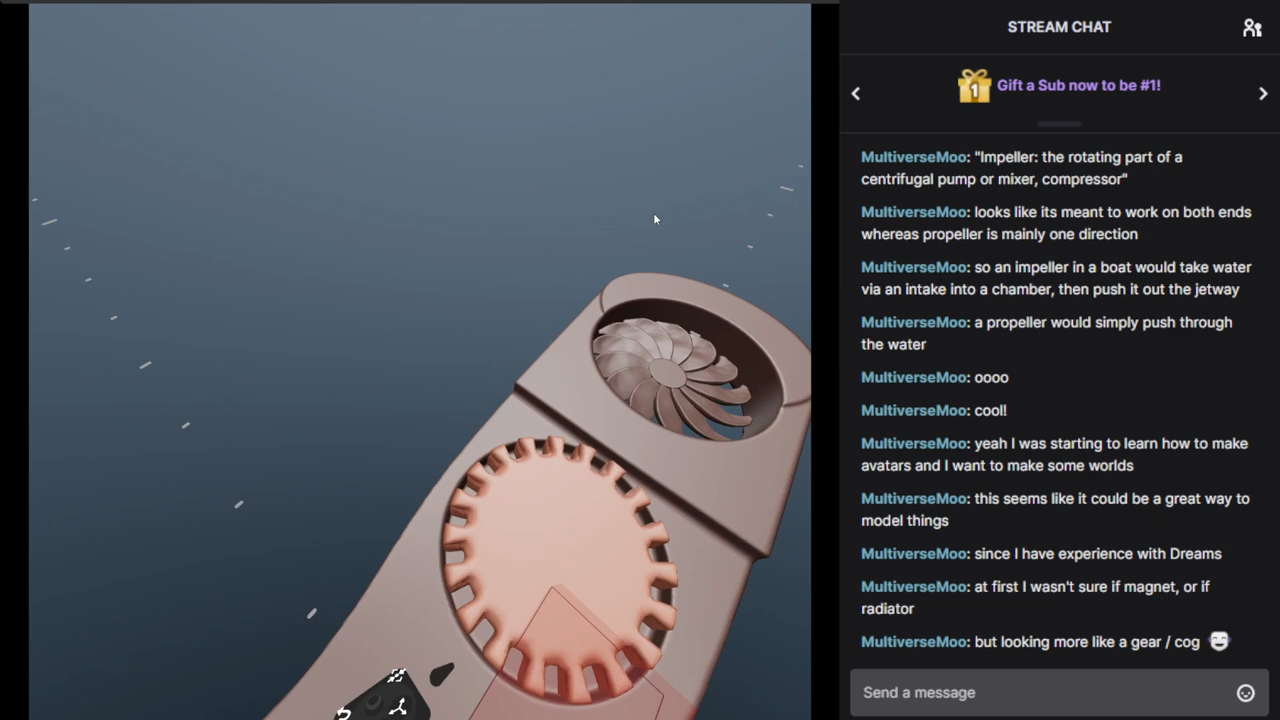 STREAM CHAT
1
Gift a Sub now to be #1!
MultiverseMoo: "Impeller: the rotating part of a
centrifugal pump or mixer, compressor"
MultiverseMoo: looks like its meant to work on both ends
whereas propeller is mainly one direction
MultiverseMoo: so an impeller in a boat would take water
via an intake into a chamber, then push it out the jetway
MultiverseMoo: a propeller would simply push through
the water
MultiverseMoo: oooo
MultiverseMoo: cool!
MultiverseMoo: yeah I was starting to learn how to make
avatars and I want to make some worlds
MultiverseMoo: this seems like it could be a great way to
model things
MultiverseMoo: since I have experience with Dreams
MultiverseMoo: at first I wasn't sure if magnet, or if
radiator
MultiverseMoo: but looking more like a gear / cog
Send a message